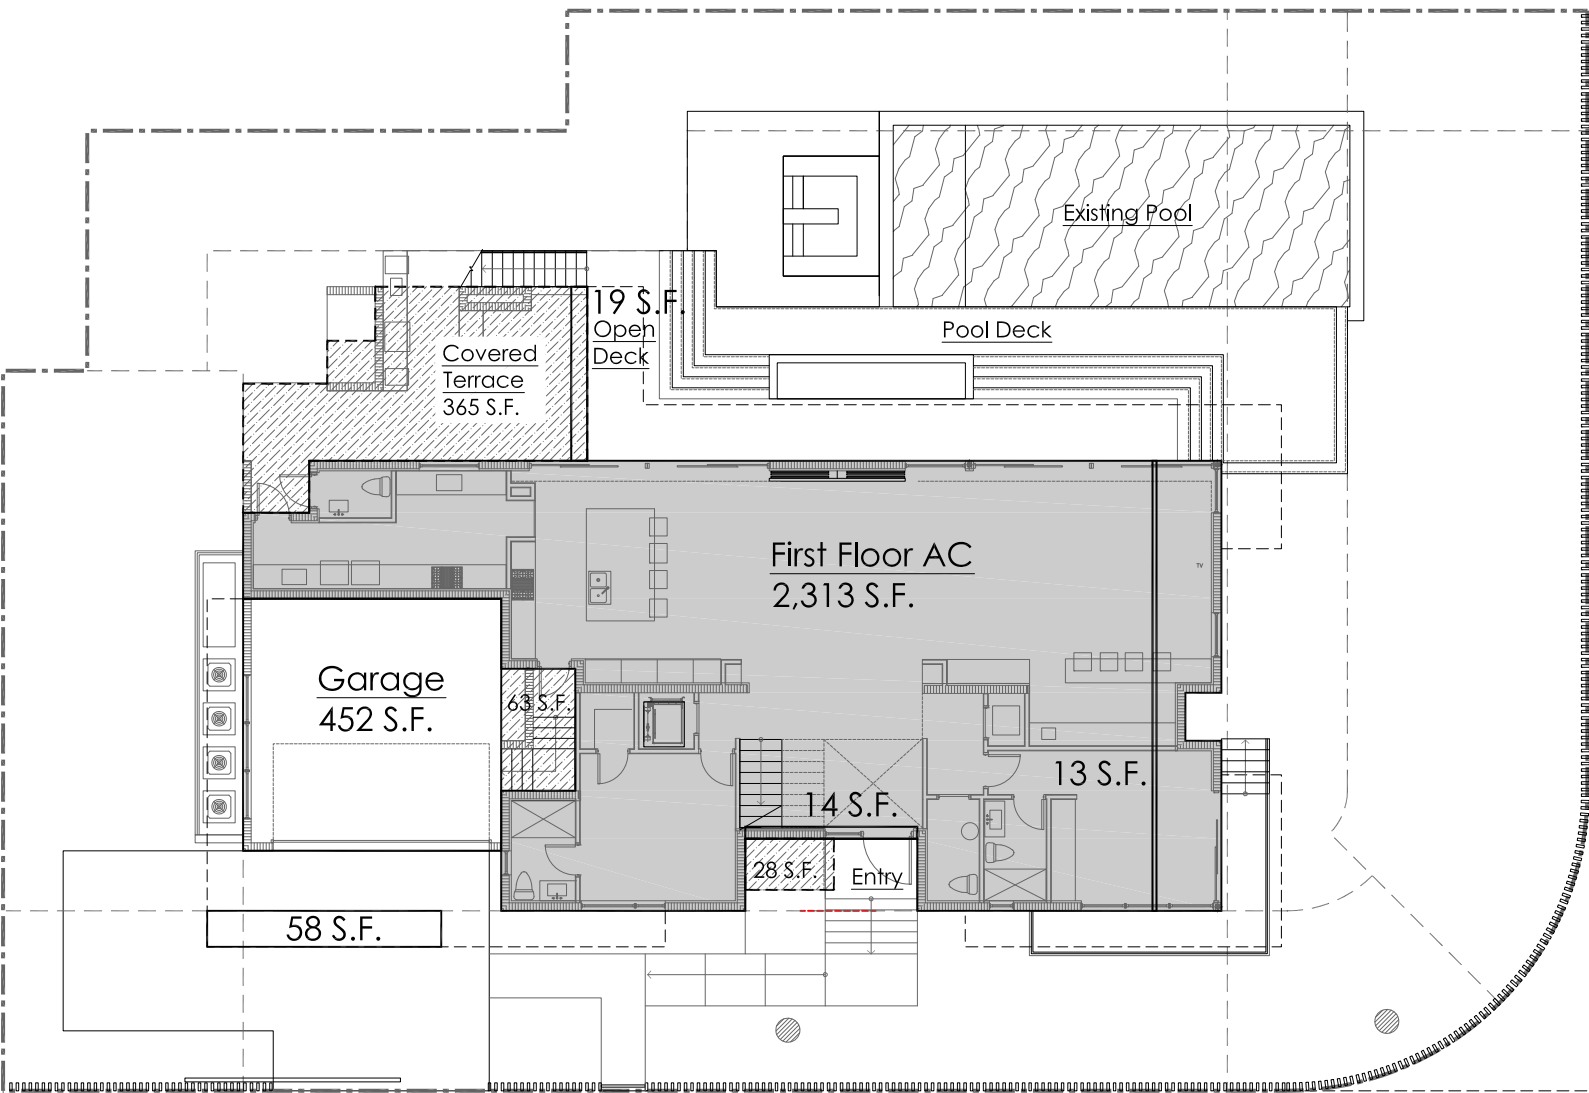 Existing Pool
19 S.F.
Open
Deck
Pool Deck
Covered
Terrace
365 S.F.
First Floor AC
2,313 S.F.
TV
Garage
452 S.F.
63 S.F.
13 S.F.
14 S.F.
28 S.F.
Entry
58 S.F.